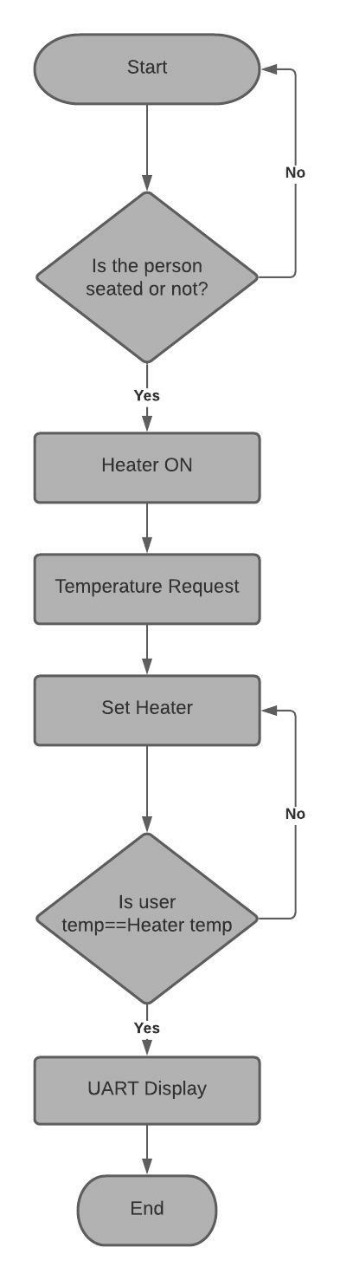 Start
No
Is the person
seated or not?
Yes
Heater ON
Temperature Request
Set Heater
No
Is user
temp==Heater temp
Yes
UART Display
End